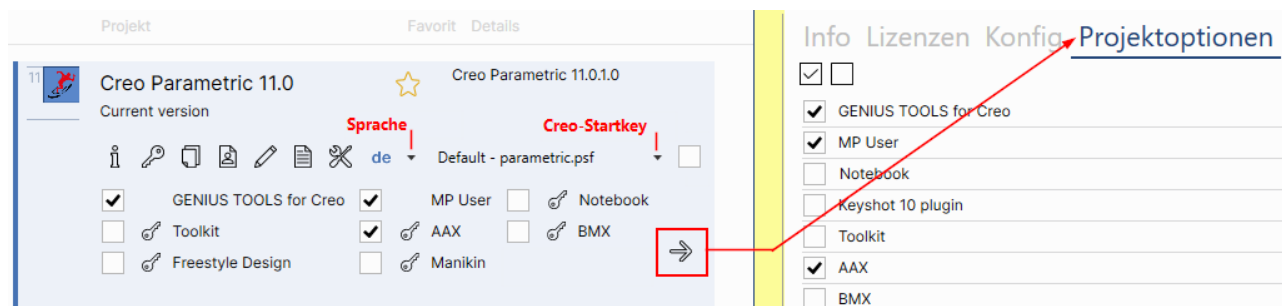 Projekt Favorit Details
11 Creo Parametric 11.0 Creo Parametric 11.0.1.0
Current version
Sprache Creo-Startkey
de Default - parametric.psf
GENIUS TOOLS for Creo MP User Notebook
Toolkit AAX BMX
Freestyle Design Manikin
Info Lizenzen Konfig Projektoptionen
GENIUS TOOLS for Creo
MP User
Notebook
Keyshot 10 plugin
Toolkit
AAX
BMX